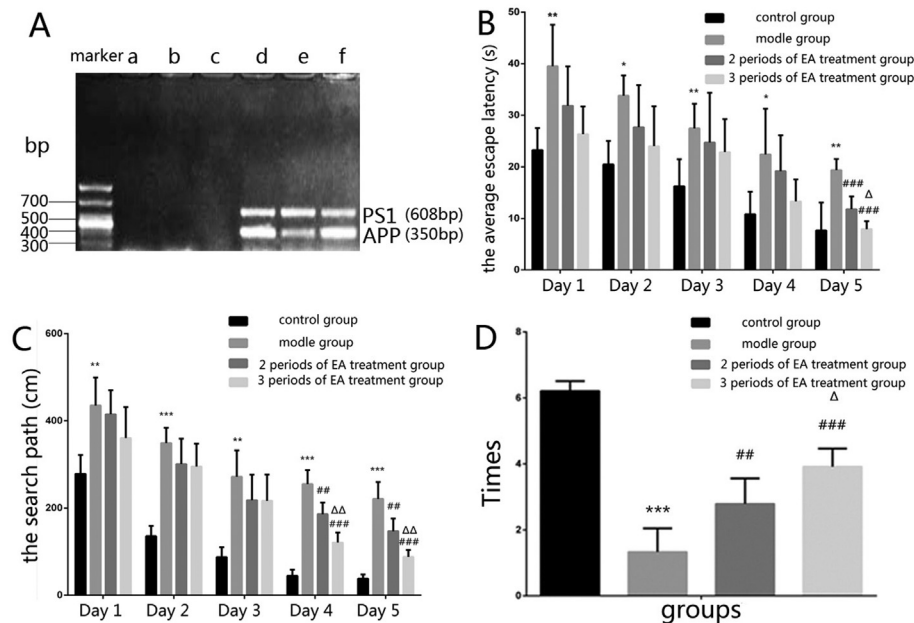 A
marker a b c d e f
bp
700
500
400
300
PS1 (608bp)
APP (350bp)
B
the average escape latency (s)
50
40
30
20
10
0
control group
modle group
2 periods of EA treatment group
3 periods of EA treatment group
**
*
**
*
**
###
Δ
###
Day 1 Day 2 Day 3 Day 4 Day 5
C
the search path (cm)
600
400
200
0
control group
modle group
2 periods of EA treatment group
3 periods of EA treatment group
**
***
**
***
##
ΔΔ
###
***
##
ΔΔ
###
Day 1 Day 2 Day 3 Day 4 Day 5
D
Times
6
4
2
0
control group
modle group
2 periods of EA treatment group
3 periods of EA treatment group
***
##
Δ
###
groups